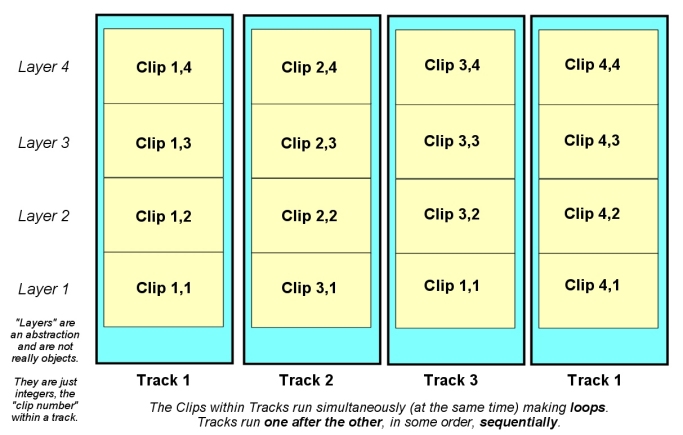 Layer 4
Clip 1,4
Clip 2,4
Clip 3,4
Clip 4,4
Layer 3
Clip 1,3
Clip 2,3
Clip 3,3
Clip 4,3
Layer 2
Clip 1,2
Clip 2,2
Clip 3,2
Clip 4,2
Layer 1
Clip 1,1
Clip 3,1
Clip 1,1
Clip 4,1
"Layers" are
an abstraction
and are not
really objects.
They are just
integers, the
"clip number"
within a track.
Track 1
Track 2
Track 3
Track 1
The Clips within Tracks run simultaneously (at the same time) making loops.
Tracks run one after the other, in some order, sequentially.